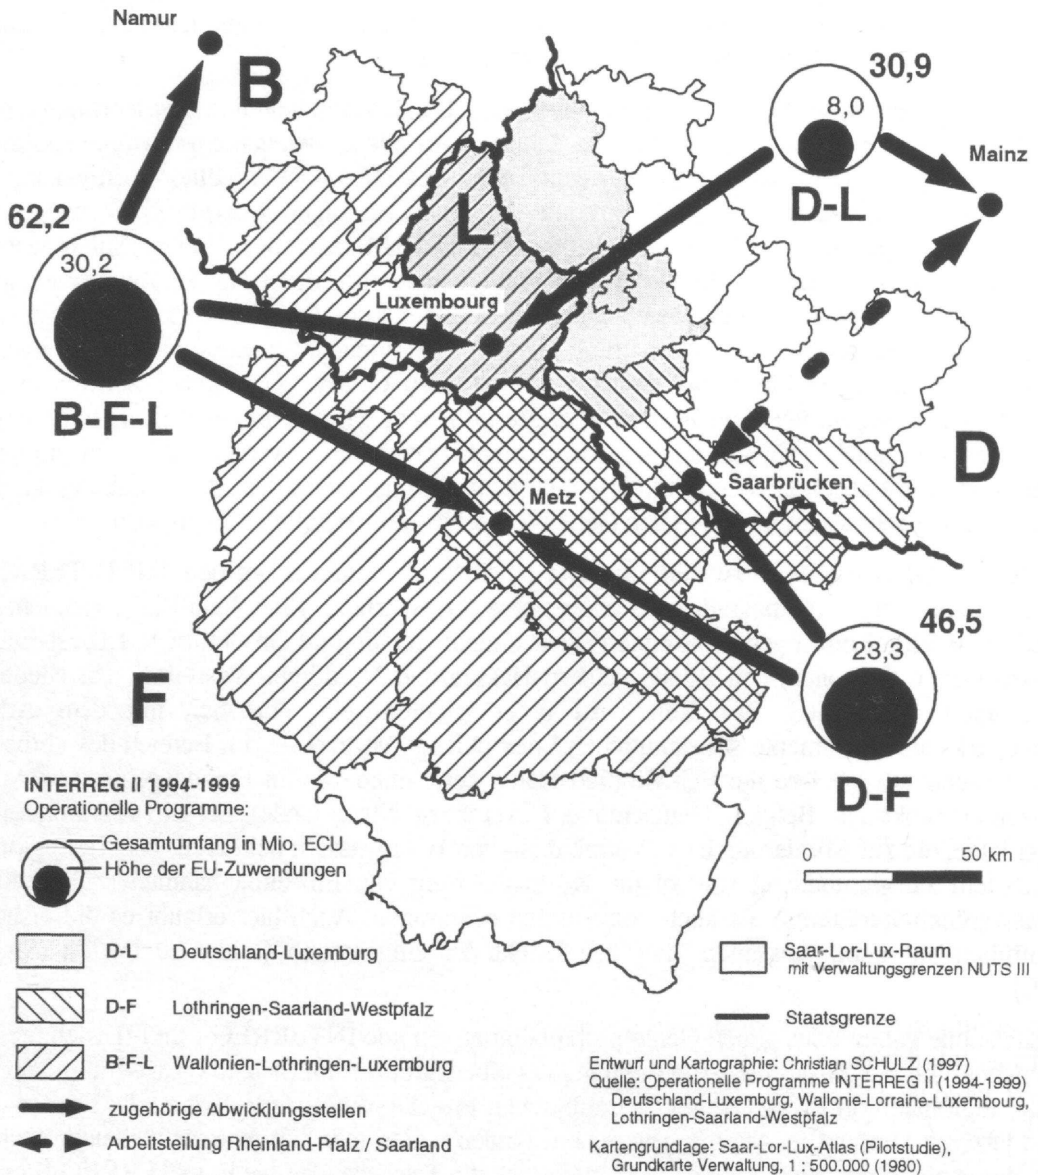 Namur
B
30,9
8,0
Mainz
D-L
L
62,2
30,2
Luxembourg
B-F-L
D
Saarbrücken
Metz
46,5
23,3
F
D-F
INTERREG II 1994-1999
Operationelle Programme:
Gesamtumfang in Mio. ECU
Höhe der EU-Zuwendungen
0 50 km
D-L Deutschland-Luxemburg
D-F Lothringen-Saarland-Westpfalz
B-F-L Wallonien-Lothringen-Luxemburg
zugehörige Abwicklungsstellen
Arbeitsteilung Rheinland-Pfalz / Saarland
Saar-Lor-Lux-Raum
mit Verwaltungsgrenzen NUTS III
Staatsgrenze
Entwurf und Kartographie: Christian SCHULZ (1997)
Quelle: Operationelle Programme INTERREG II (1994-1999)
Deutschland-Luxemburg, Wallonie-Lorraine-Luxembourg,
Lothringen-Saarland-Westpfalz
Kartengrundlage: Saar-Lor-Lux-Atlas (Pilotstudie),
Grundkarte Verwaltung, 1 : 500.000 (1980)